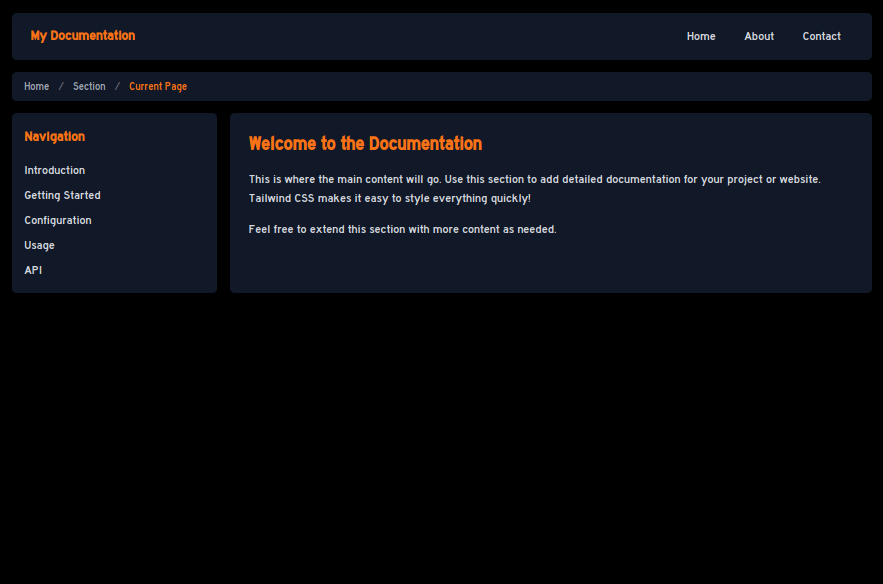 My Documentation
Home About Contact
Home / Section / Current Page
Navigation
Introduction
Getting Started
Configuration
Usage
API
Welcome to the Documentation
This is where the main content will go. Use this section to add detailed documentation for your project or website.
Tailwind CSS makes it easy to style everything quickly!
Feel free to extend this section with more content as needed.